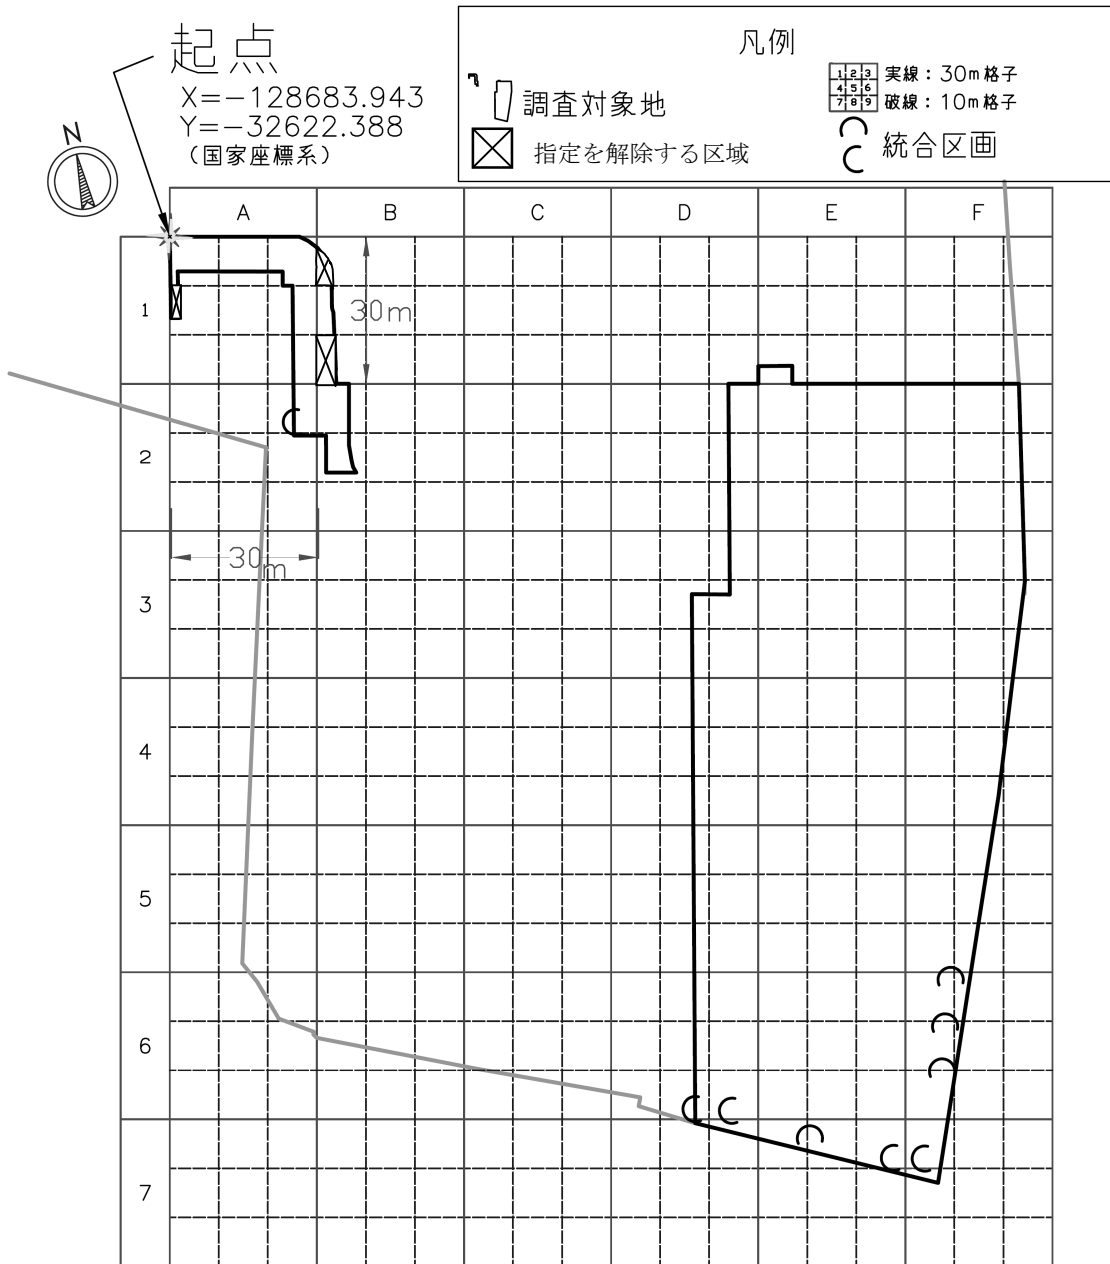 起点
X=-128683.943
Y=-32622.388
(国家座標系)
N
凡例
調査対象地
指定を解除する区域
1 2 3
4 5 6
7 8 9
実線：30m格子
破線：10m格子
統合区画
A B C D E F
1
30m
2
30m
3
4
5
6
7